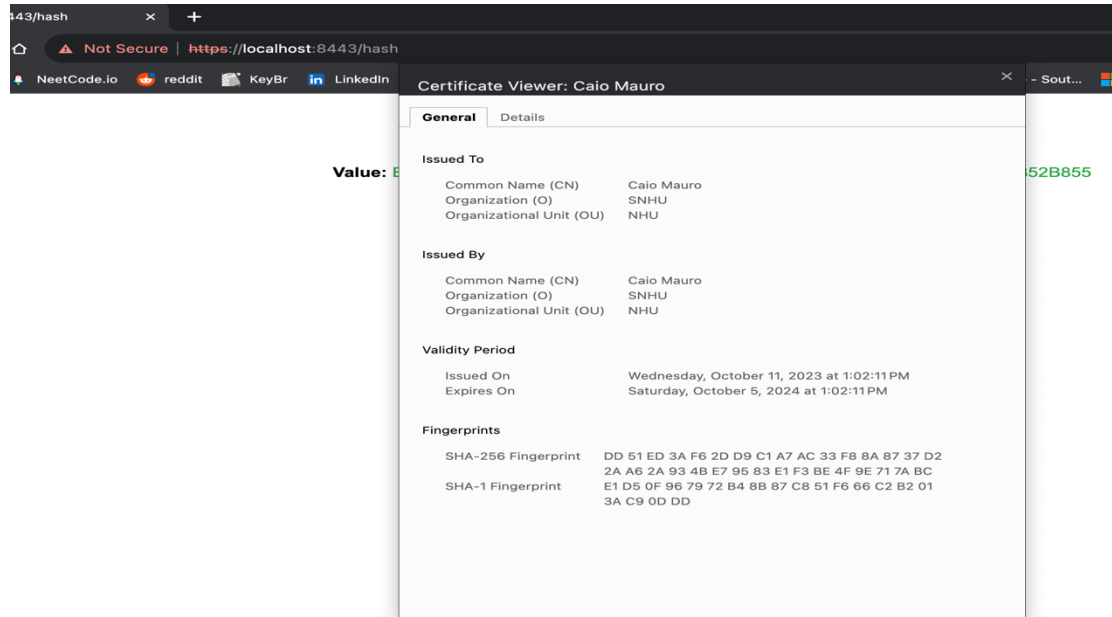 443/hash × +
Not Secure | https://localhost:8443/hash
NeetCode.io reddit KeyBr LinkedIn - Sout...
Certificate Viewer: Caio Mauro ×
General Details
Issued To
Value: E 52B855
Common Name (CN) Caio Mauro
Organization (O) SNHU
Organizational Unit (OU) NHU
Issued By
Common Name (CN) Caio Mauro
Organization (O) SNHU
Organizational Unit (OU) NHU
Validity Period
Issued On Wednesday, October 11, 2023 at 1:02:11 PM
Expires On Saturday, October 5, 2024 at 1:02:11 PM
Fingerprints
SHA-256 Fingerprint DD 51 ED 3A F6 2D D9 C1 A7 AC 33 F8 8A 87 37 D2
2A A6 2A 93 4B E7 95 83 E1 F3 BE 4F 9E 71 7A BC
SHA-1 Fingerprint E1 D5 0F 96 79 72 B4 8B 87 C8 51 F6 66 C2 B2 01
3A C9 0D DD